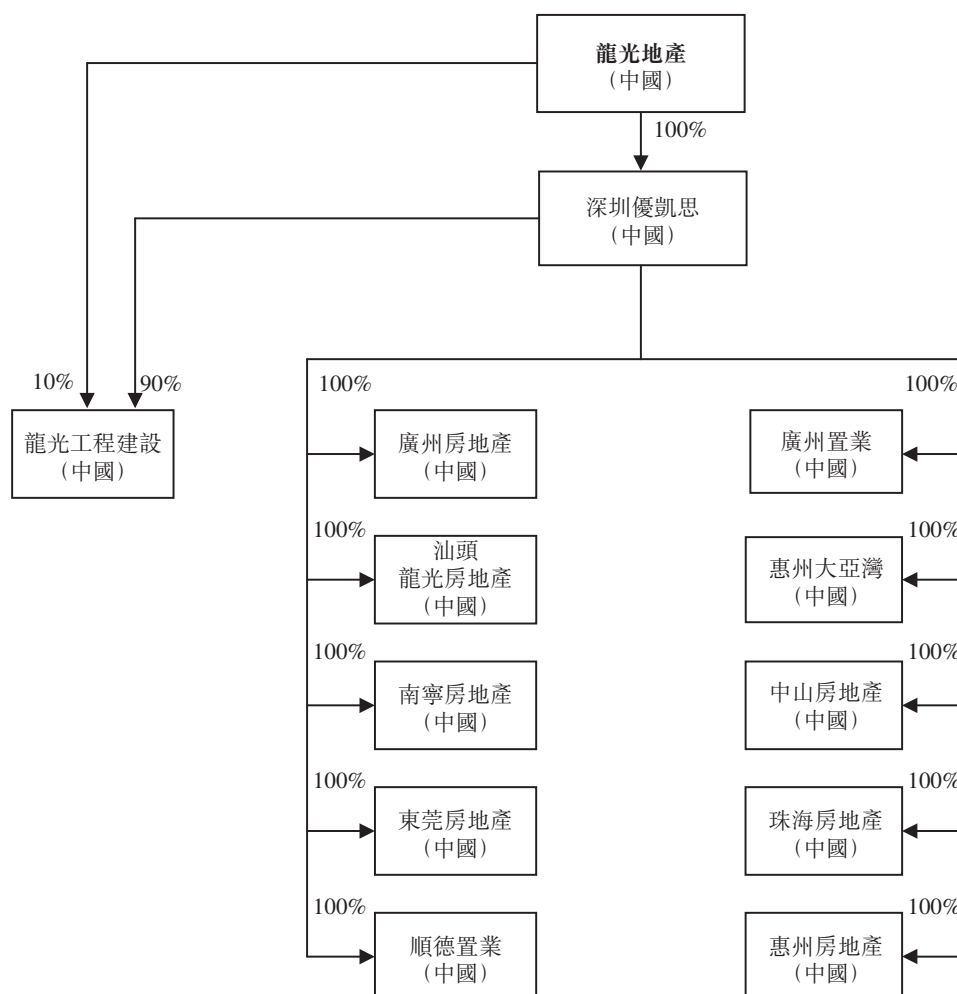 龍光地產
（中國）
100%
深圳優凱思
（中國）
10%
90%
100%
100%
龍光工程建設
（中國）
廣州房地產
（中國）
廣州置業
（中國）
100%
100%
汕頭
龍光房地產
（中國）
惠州大亞灣
（中國）
100%
100%
南寧房地產
（中國）
中山房地產
（中國）
100%
100%
東莞房地產
（中國）
珠海房地產
（中國）
100%
100%
順德置業
（中國）
惠州房地產
（中國）